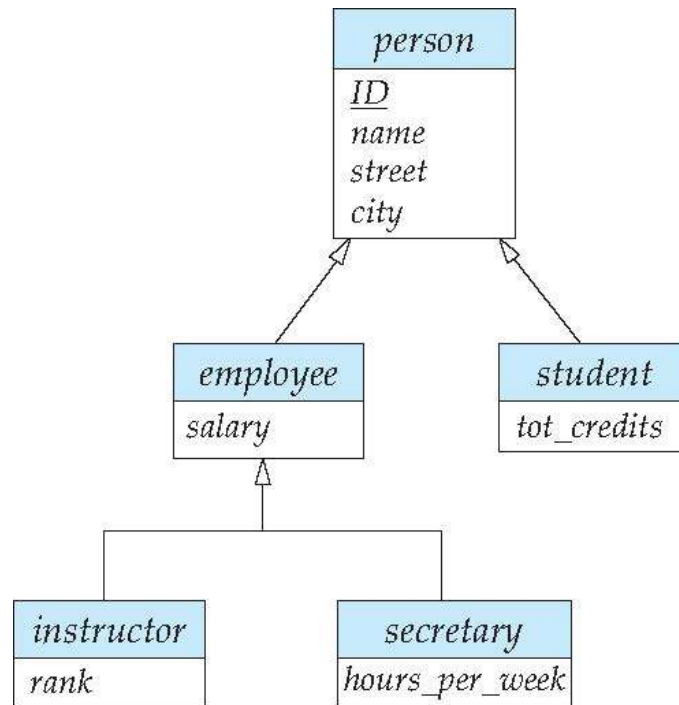 person
ID
name
street
city
employee
salary
student
tot_credits
instructor
rank
secretary
hours_per_week